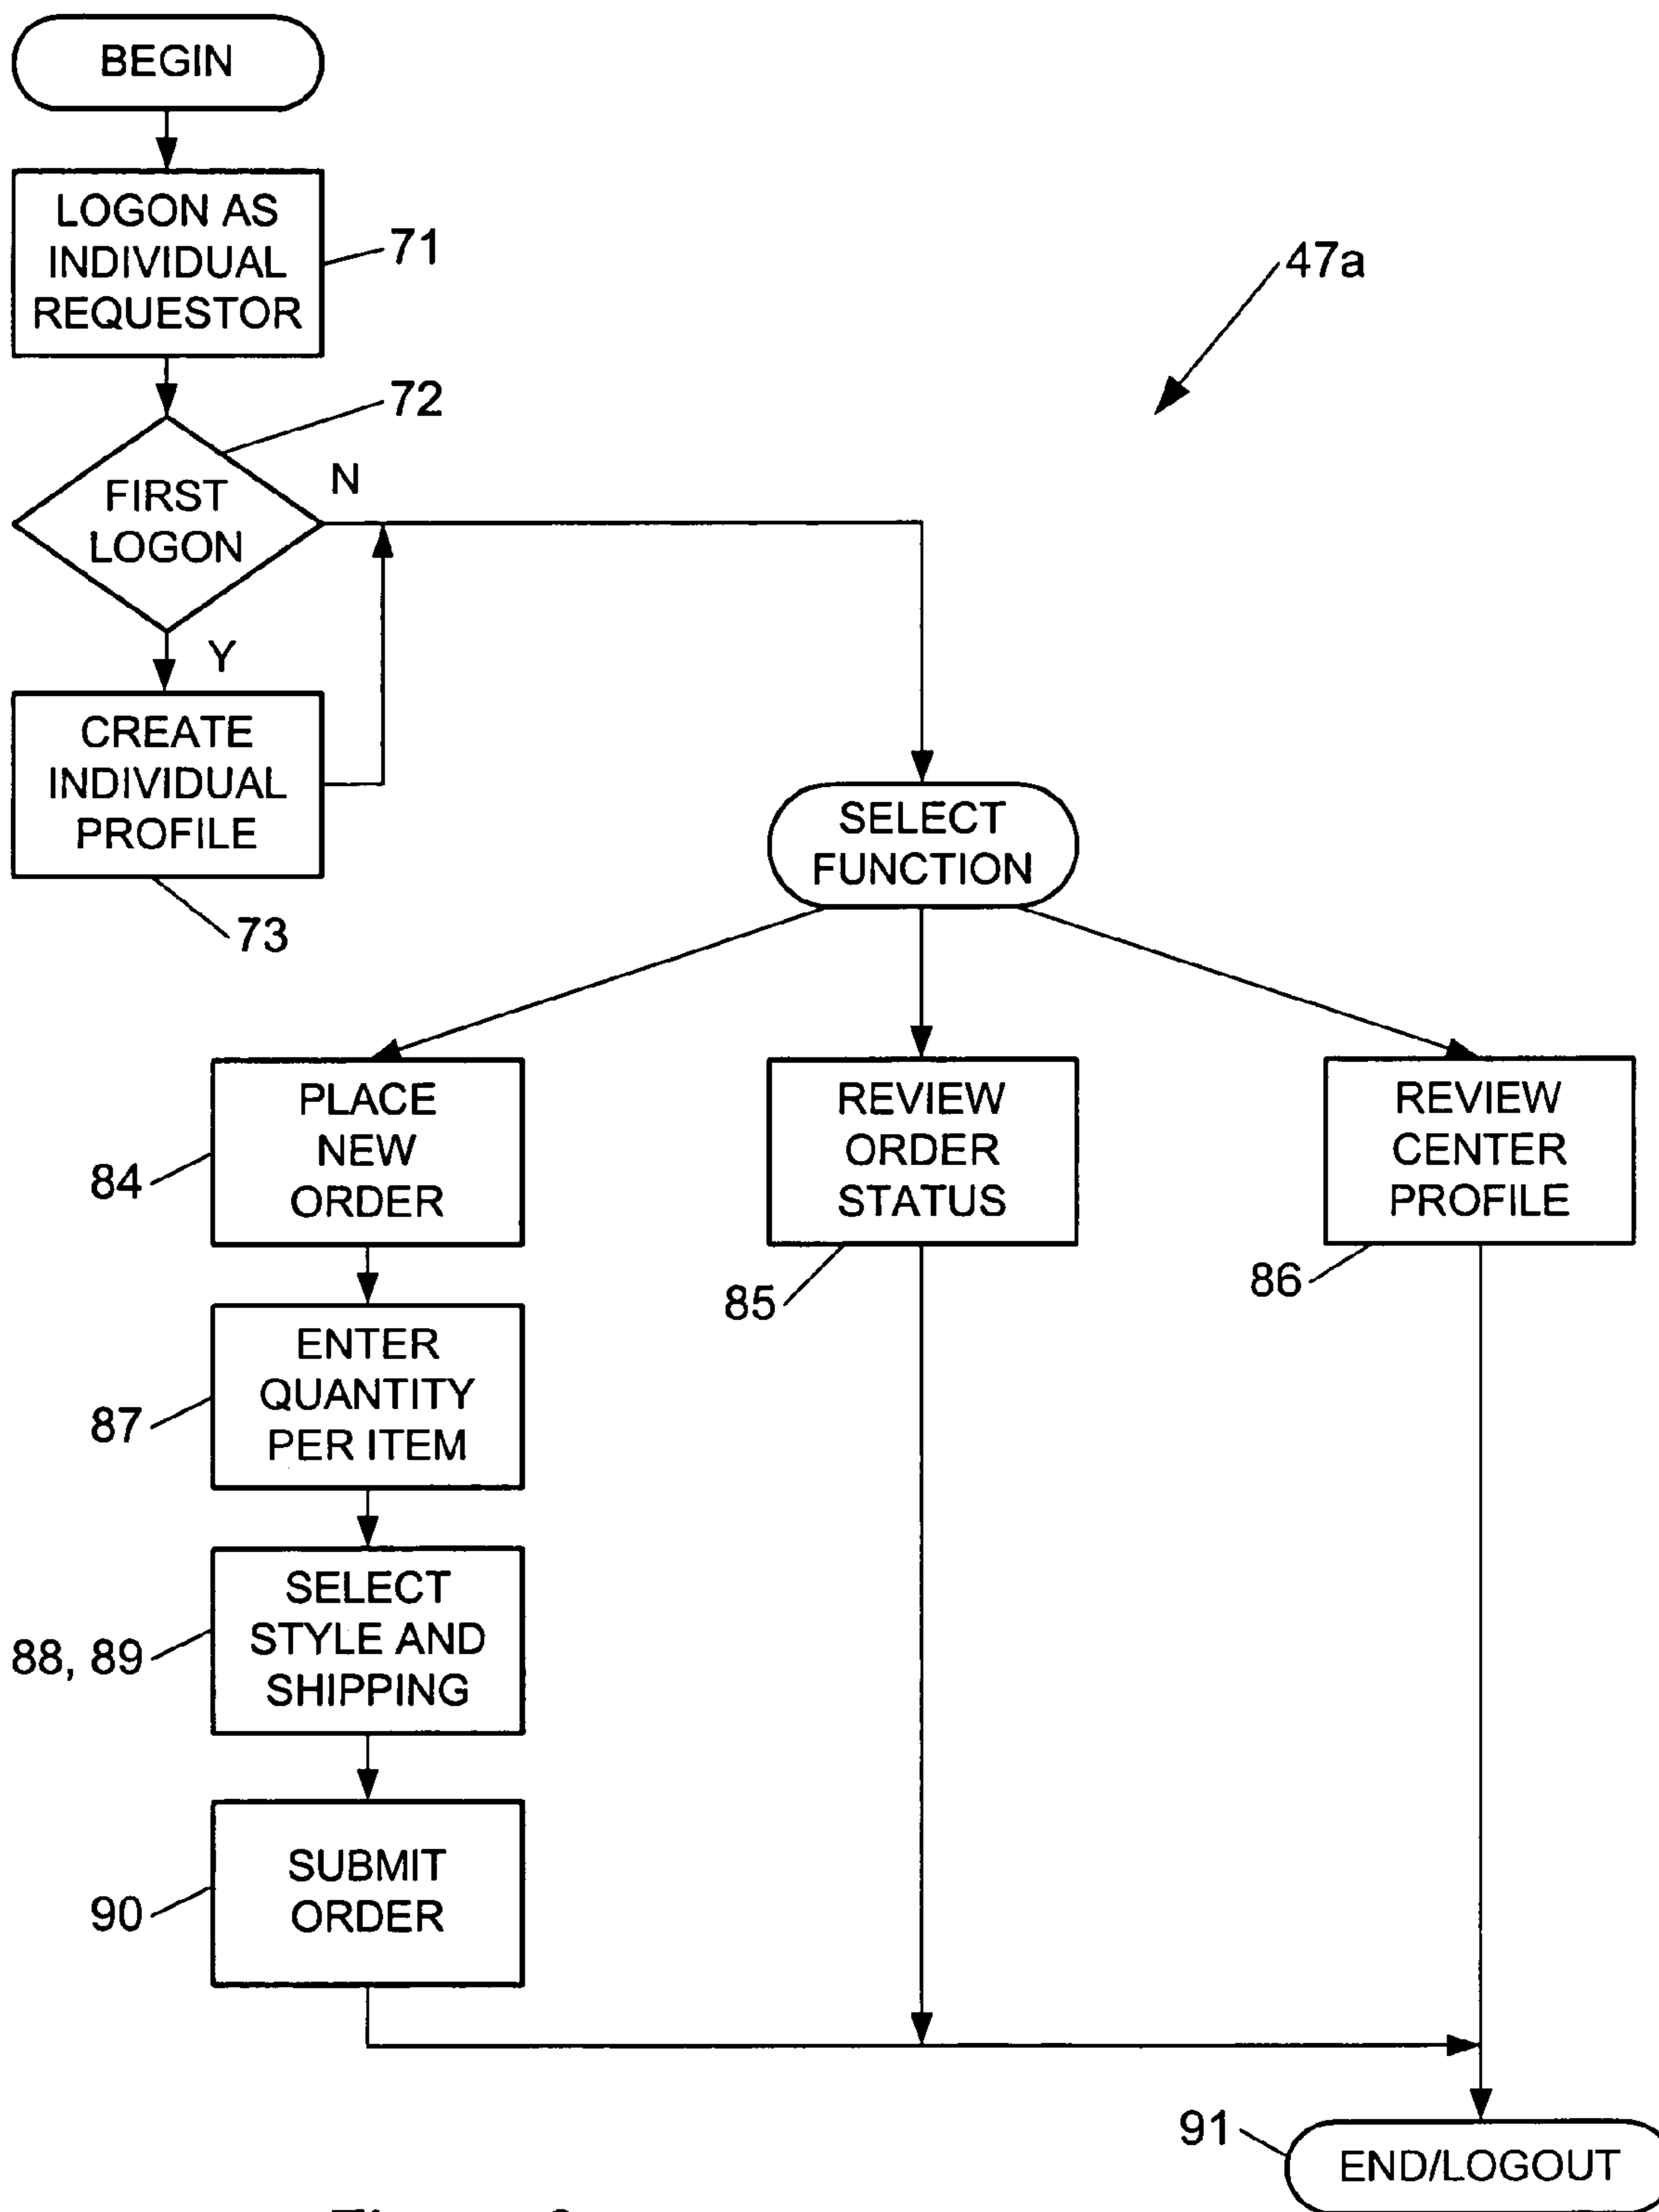 BEGIN
LOGON AS
INDIVIDUAL
REQUESTOR
71
47a
72
FIRST
LOGON
N
Y
CREATE
INDIVIDUAL
PROFILE
73
SELECT
FUNCTION
PLACE
NEW
ORDER
84
REVIEW
ORDER
STATUS
85
REVIEW
CENTER
PROFILE
86
ENTER
QUANTITY
PER ITEM
87
SELECT
STYLE AND
SHIPPING
88, 89
SUBMIT
ORDER
90
91
END/LOGOUT